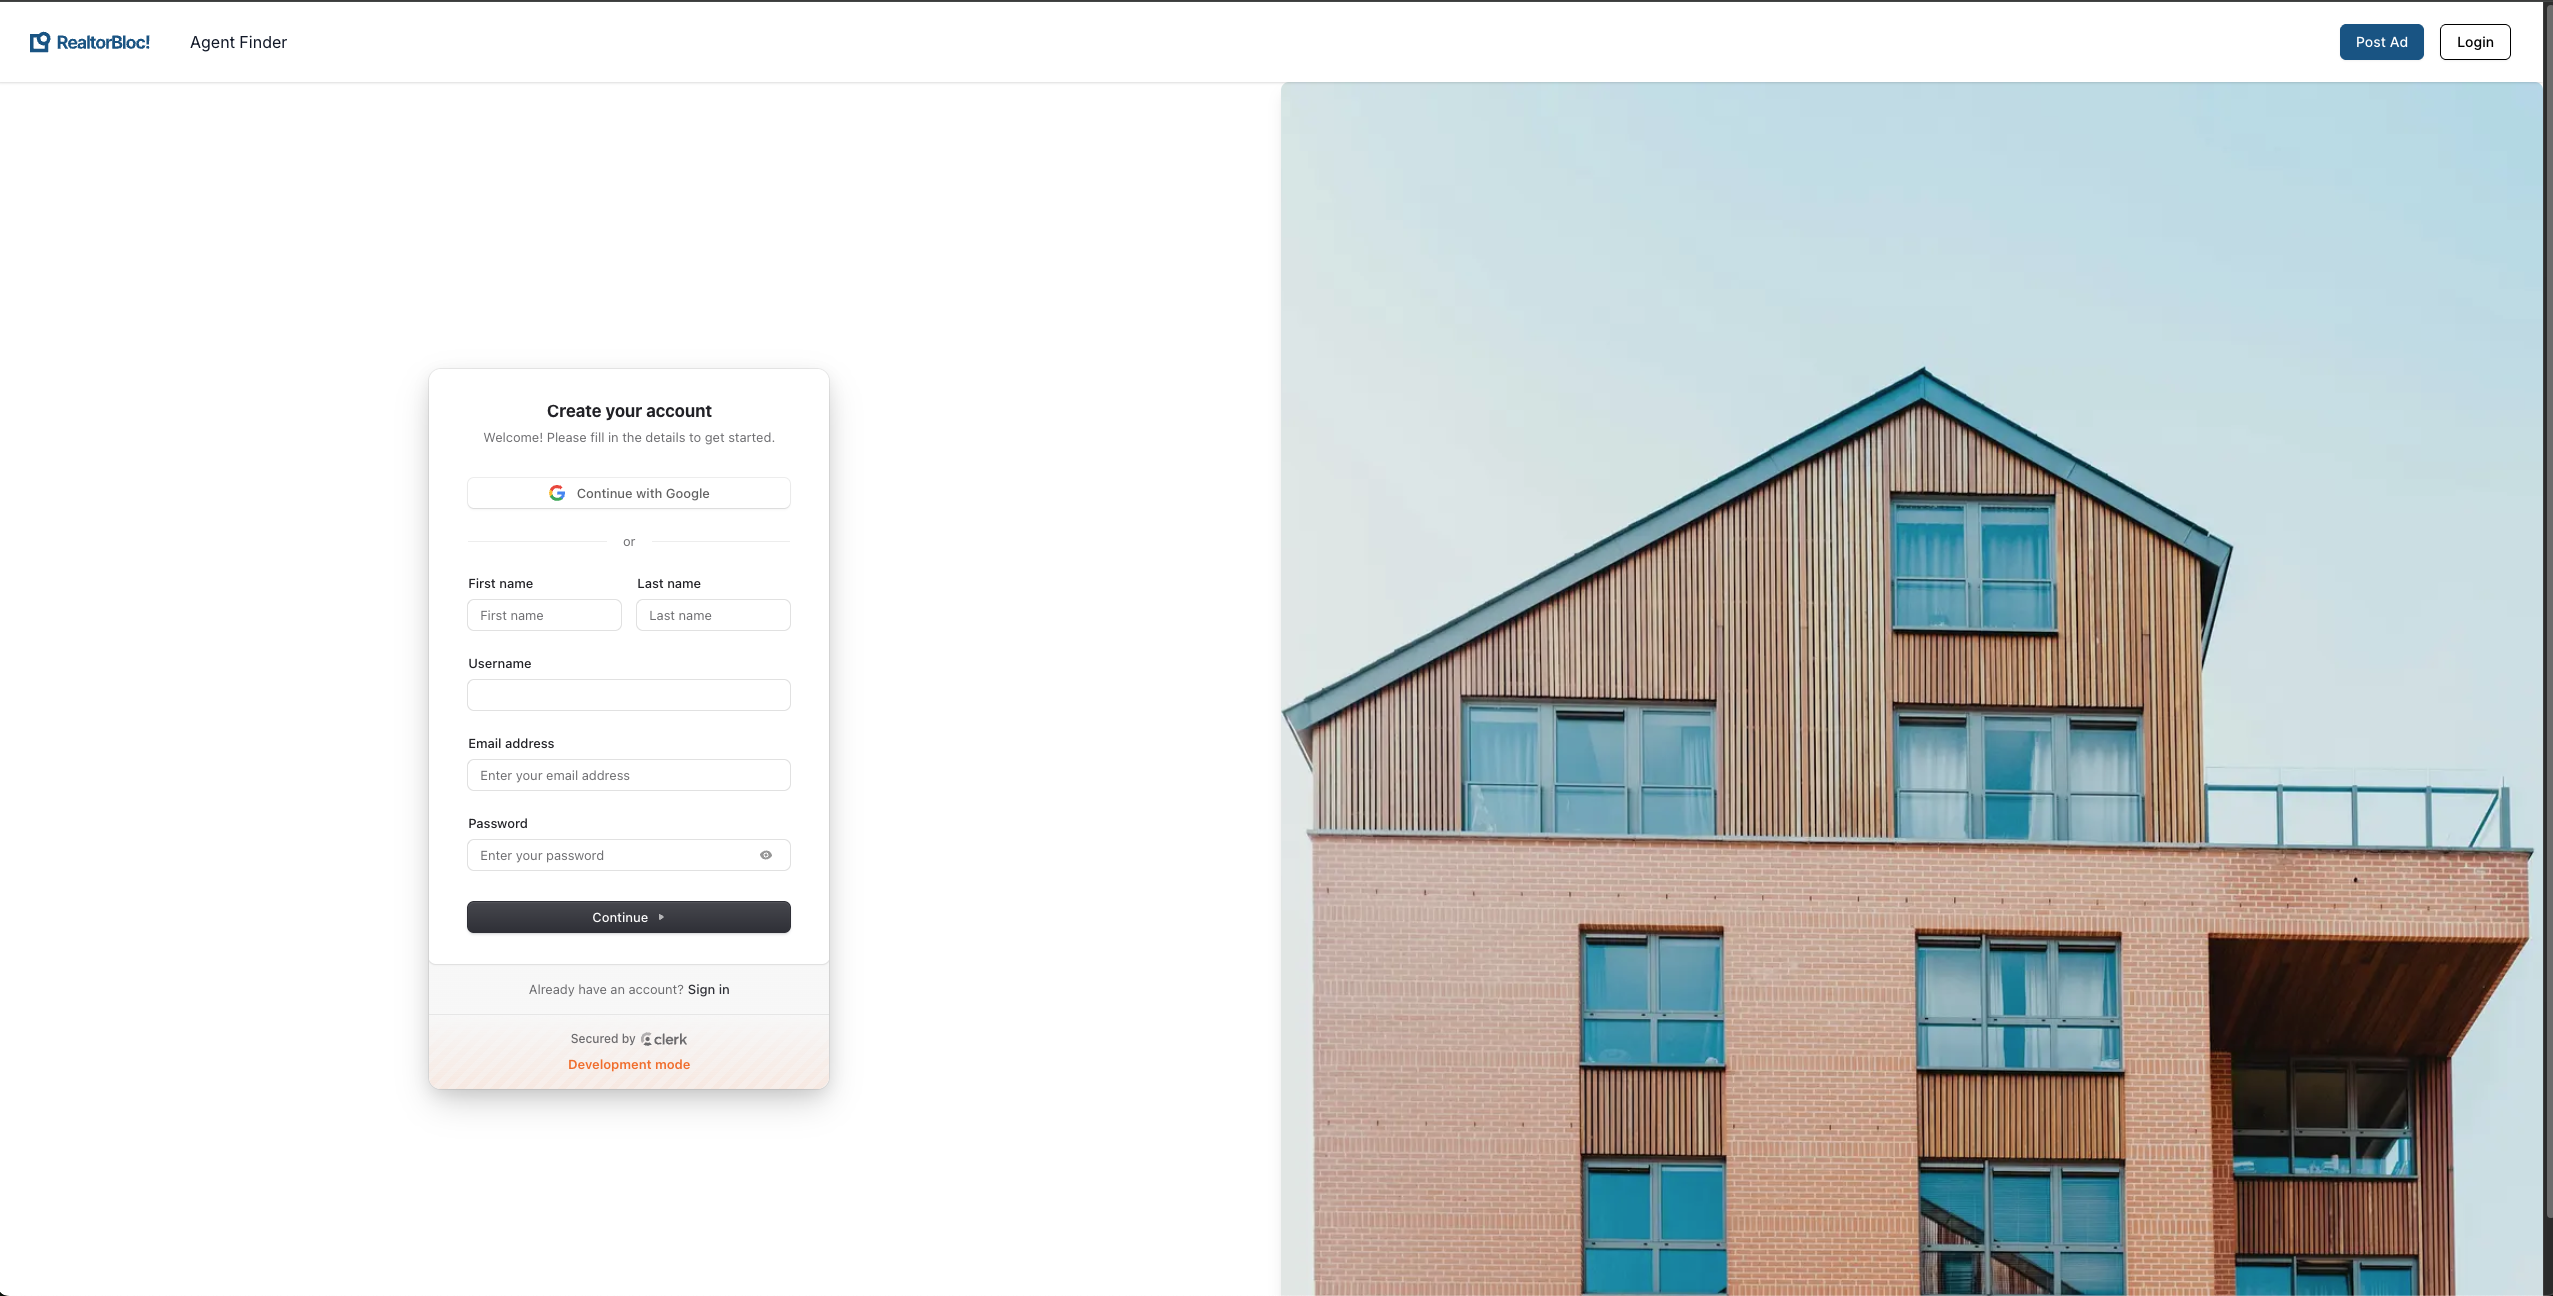 RealtorBloc!
Agent Finder
Post Ad
Login
Create your account
Welcome! Please fill in the details to get started.
Continue with Google
or
First name
Last name
First name
Last name
Username
Email address
Enter your email address
Password
Enter your password
Continue
Already have an account? Sign in
Secured by clerk
Development mode